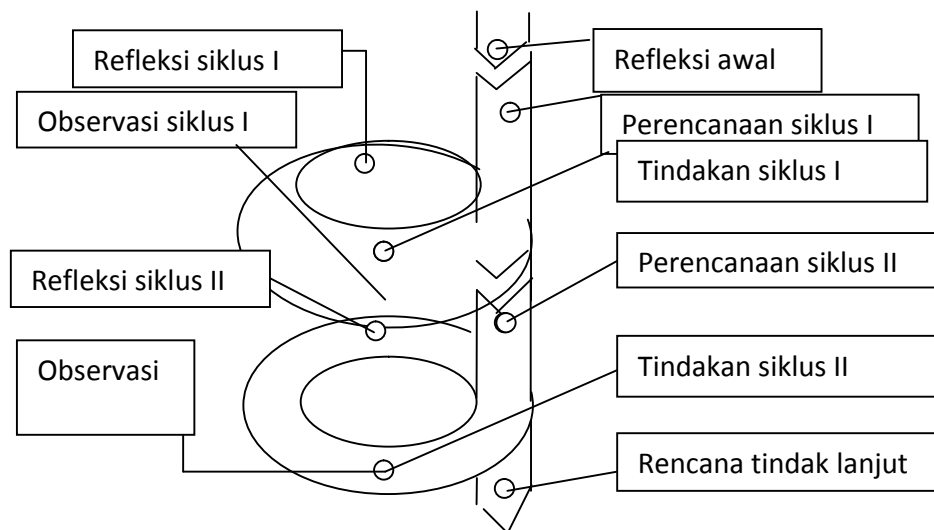 Refleksi siklus I
Refleksi awal
Observasi siklus I
Perencanaan siklus I
Tindakan siklus I
Refleksi siklus II
Perencanaan siklus II
Observasi
Tindakan siklus II
Rencana tindak lanjut